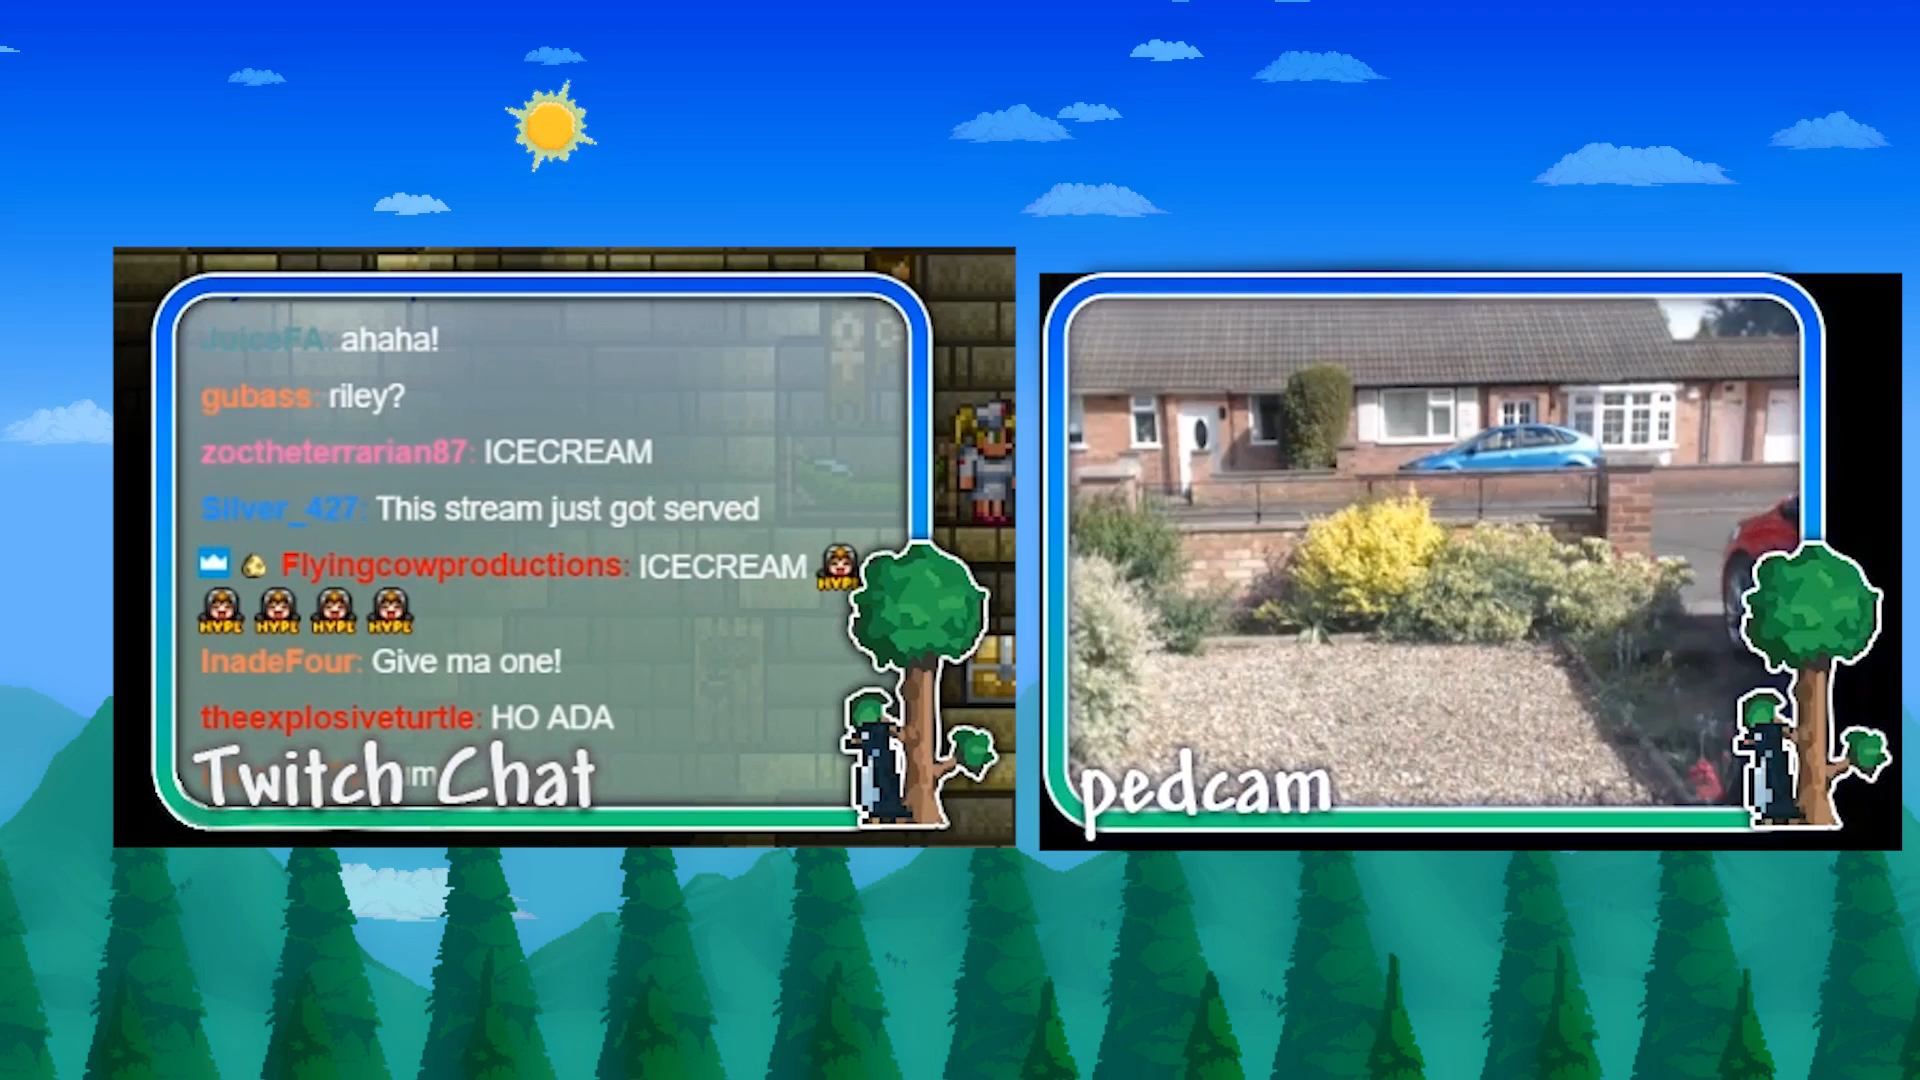 JuiceFA: ahaha!
gubass: riley?
zoctheterrarian87: ICECREAM
Silver_427: This stream just got served
Flyingcowproductions: ICECREAM HYPE
HYPE HYPE HYPE HYPE
InadeFour: Give ma one!
theexplosiveturtle: HO ADA
Twitch Chat
pedcam